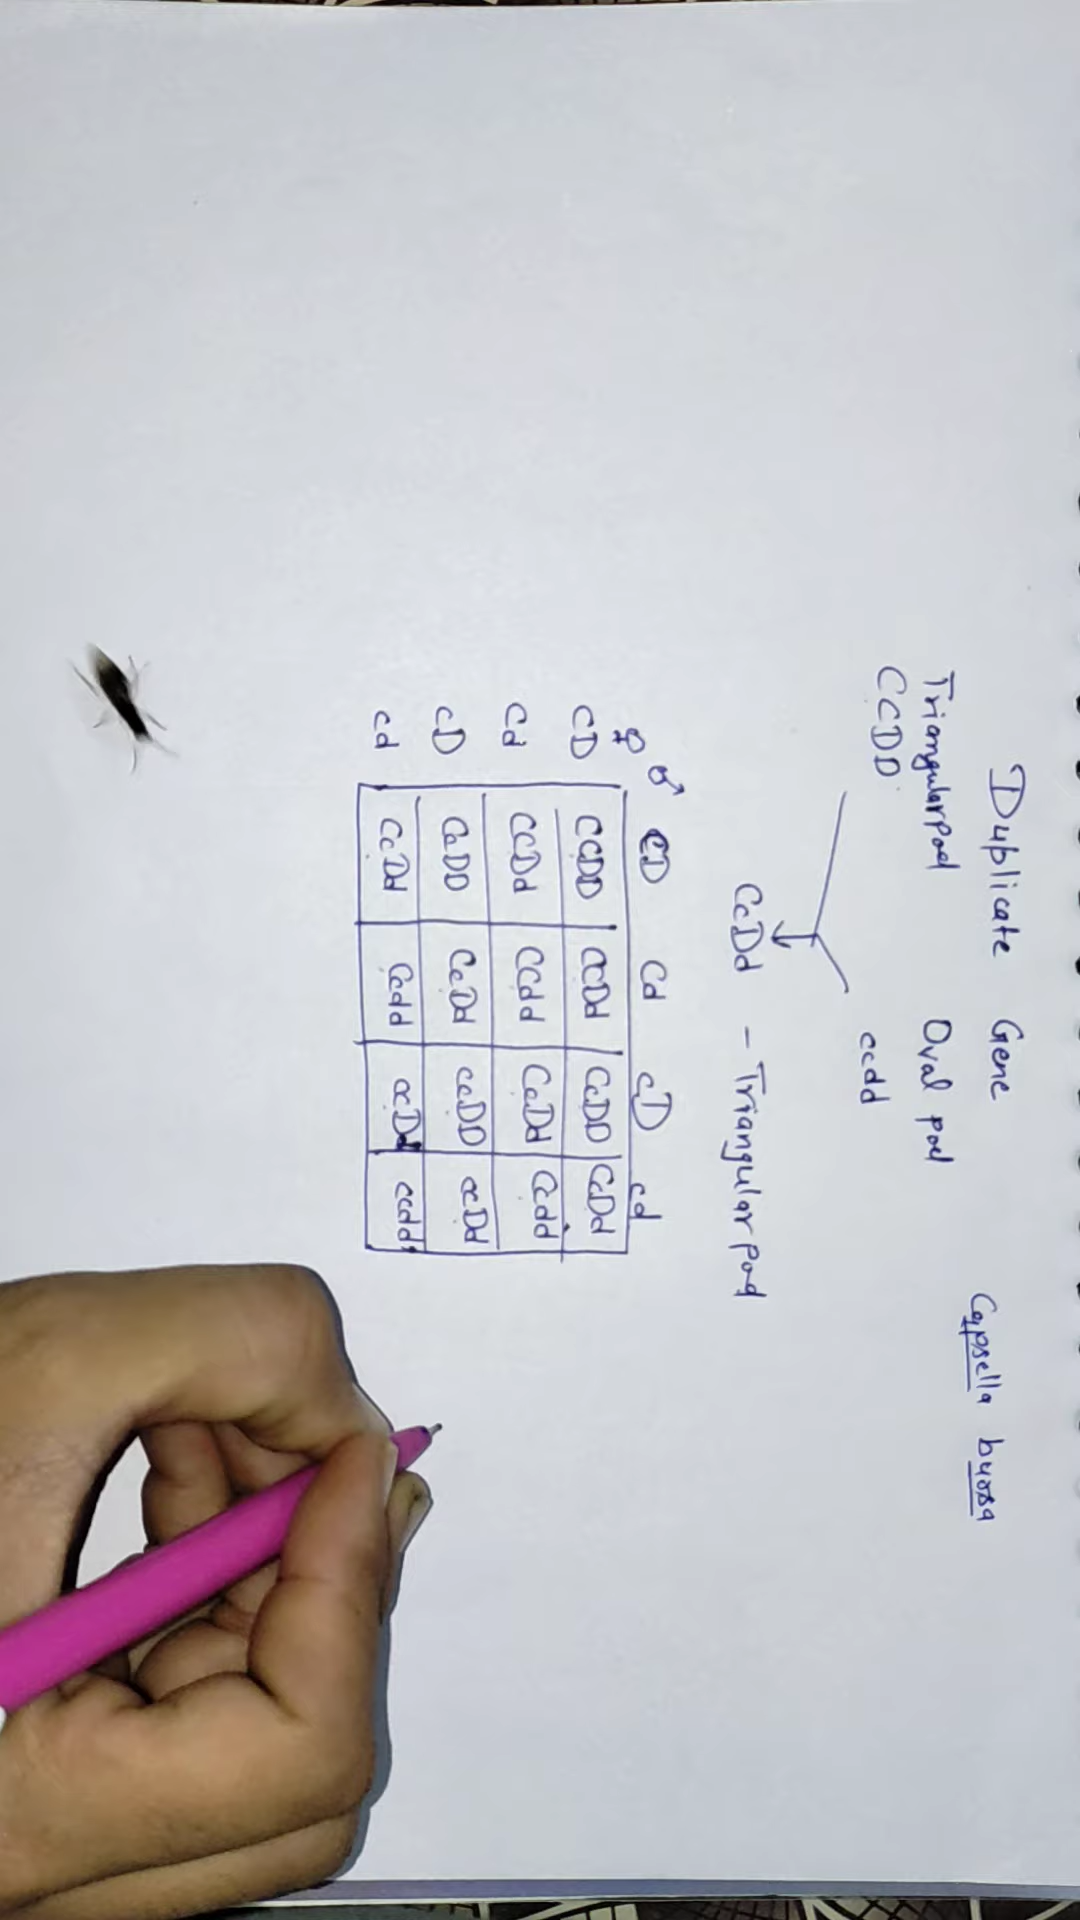 Duplicate Gene
Capsella bursa
Triangular pod Oval pod
CCDD ccdd
CcDd - Triangular pod
♀ ♂ CD Cd cD cd
CD CCDD CCDd CcDD CcDd
Cd CCDd CCdd CcDd Ccdd
cD CcDD CcDd ccDD ccDd
cd CcDd Ccdd ccDd ccdd